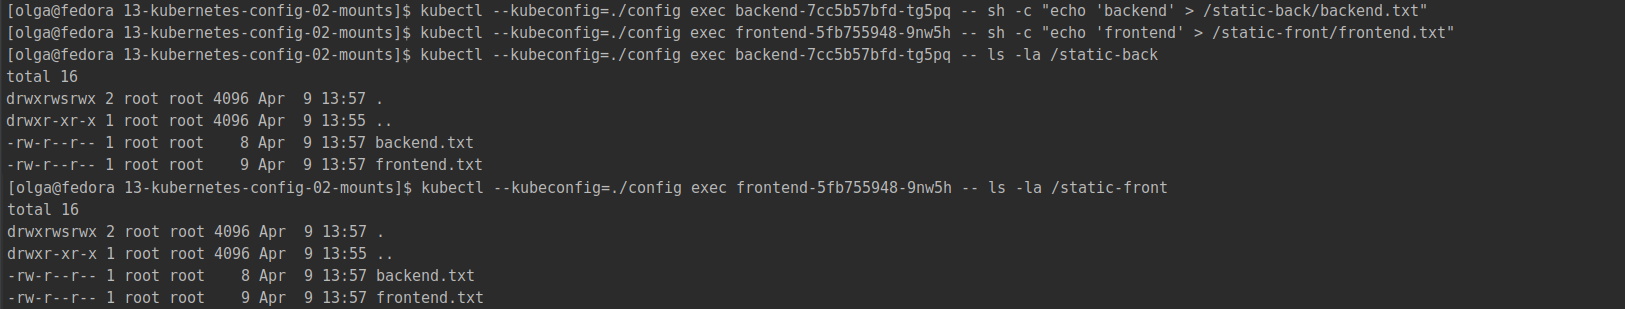 [olga@fedora 13-kubernetes-config-02-mounts]$ kubectl --kubeconfig=./config exec backend-7cc5b57bfd-tg5pq -- sh -c "echo 'backend' > /static-back/backend.txt"
[olga@fedora 13-kubernetes-config-02-mounts]$ kubectl --kubeconfig=./config exec frontend-5fb755948-9nw5h -- sh -c "echo 'frontend' > /static-front/frontend.txt"
[olga@fedora 13-kubernetes-config-02-mounts]$ kubectl --kubeconfig=./config exec backend-7cc5b57bfd-tg5pq -- ls -la /static-back
total 16
drwxrwsrwx 2 root root 4096 Apr  9 13:57 .
drwxr-xr-x 1 root root 4096 Apr  9 13:55 ..
-rw-r--r-- 1 root root    8 Apr  9 13:57 backend.txt
-rw-r--r-- 1 root root    9 Apr  9 13:57 frontend.txt
[olga@fedora 13-kubernetes-config-02-mounts]$ kubectl --kubeconfig=./config exec frontend-5fb755948-9nw5h -- ls -la /static-front
total 16
drwxrwsrwx 2 root root 4096 Apr  9 13:57 .
drwxr-xr-x 1 root root 4096 Apr  9 13:55 ..
-rw-r--r-- 1 root root    8 Apr  9 13:57 backend.txt
-rw-r--r-- 1 root root    9 Apr  9 13:57 frontend.txt